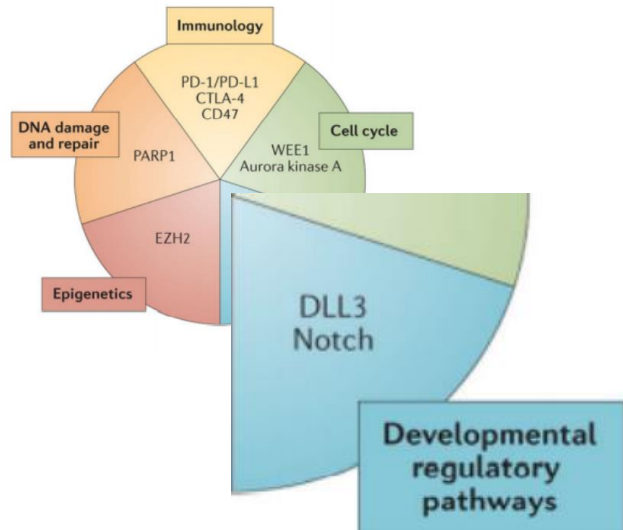 Immunology
PD-1/PD-L1
CTLA-4
CD47
DNA damage
and repair
PARP1
Cell cycle
WEE1
Aurora kinase A
EZH2
Epigenetics
DLL3
Notch
Developmental
regulatory
pathways